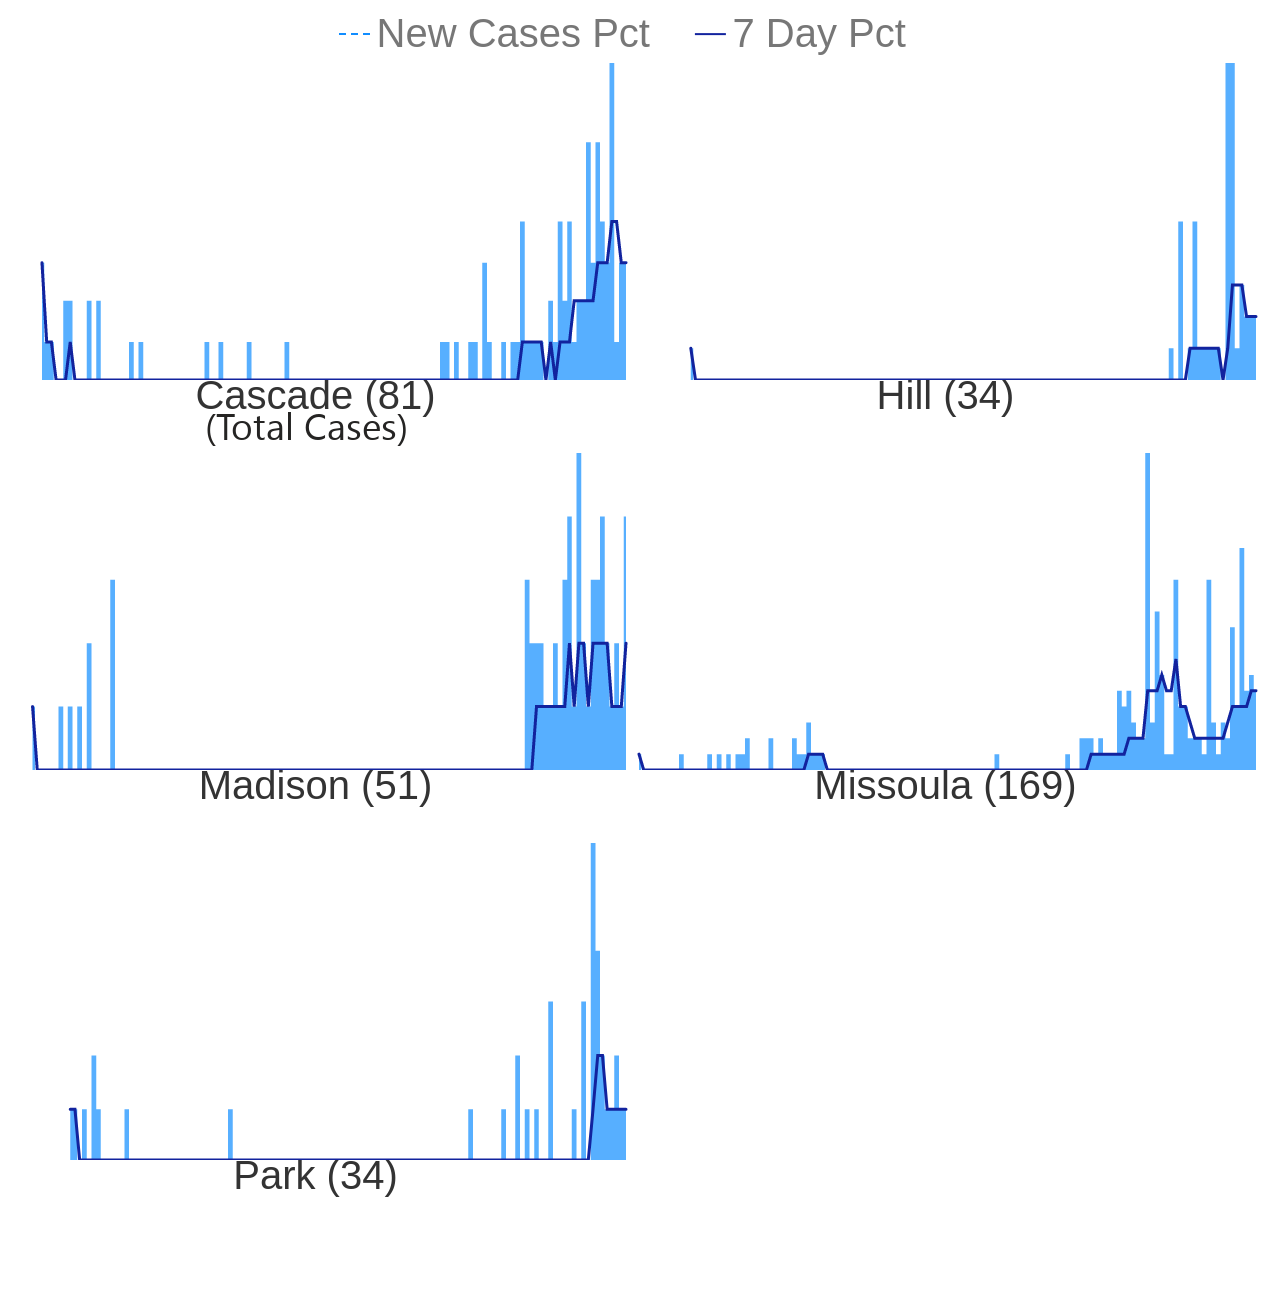 New Cases Pct 7 Day Pct
Cascade (81)
(Total Cases)
Hill (34)
Madison (51)
Missoula (169)
Park (34)